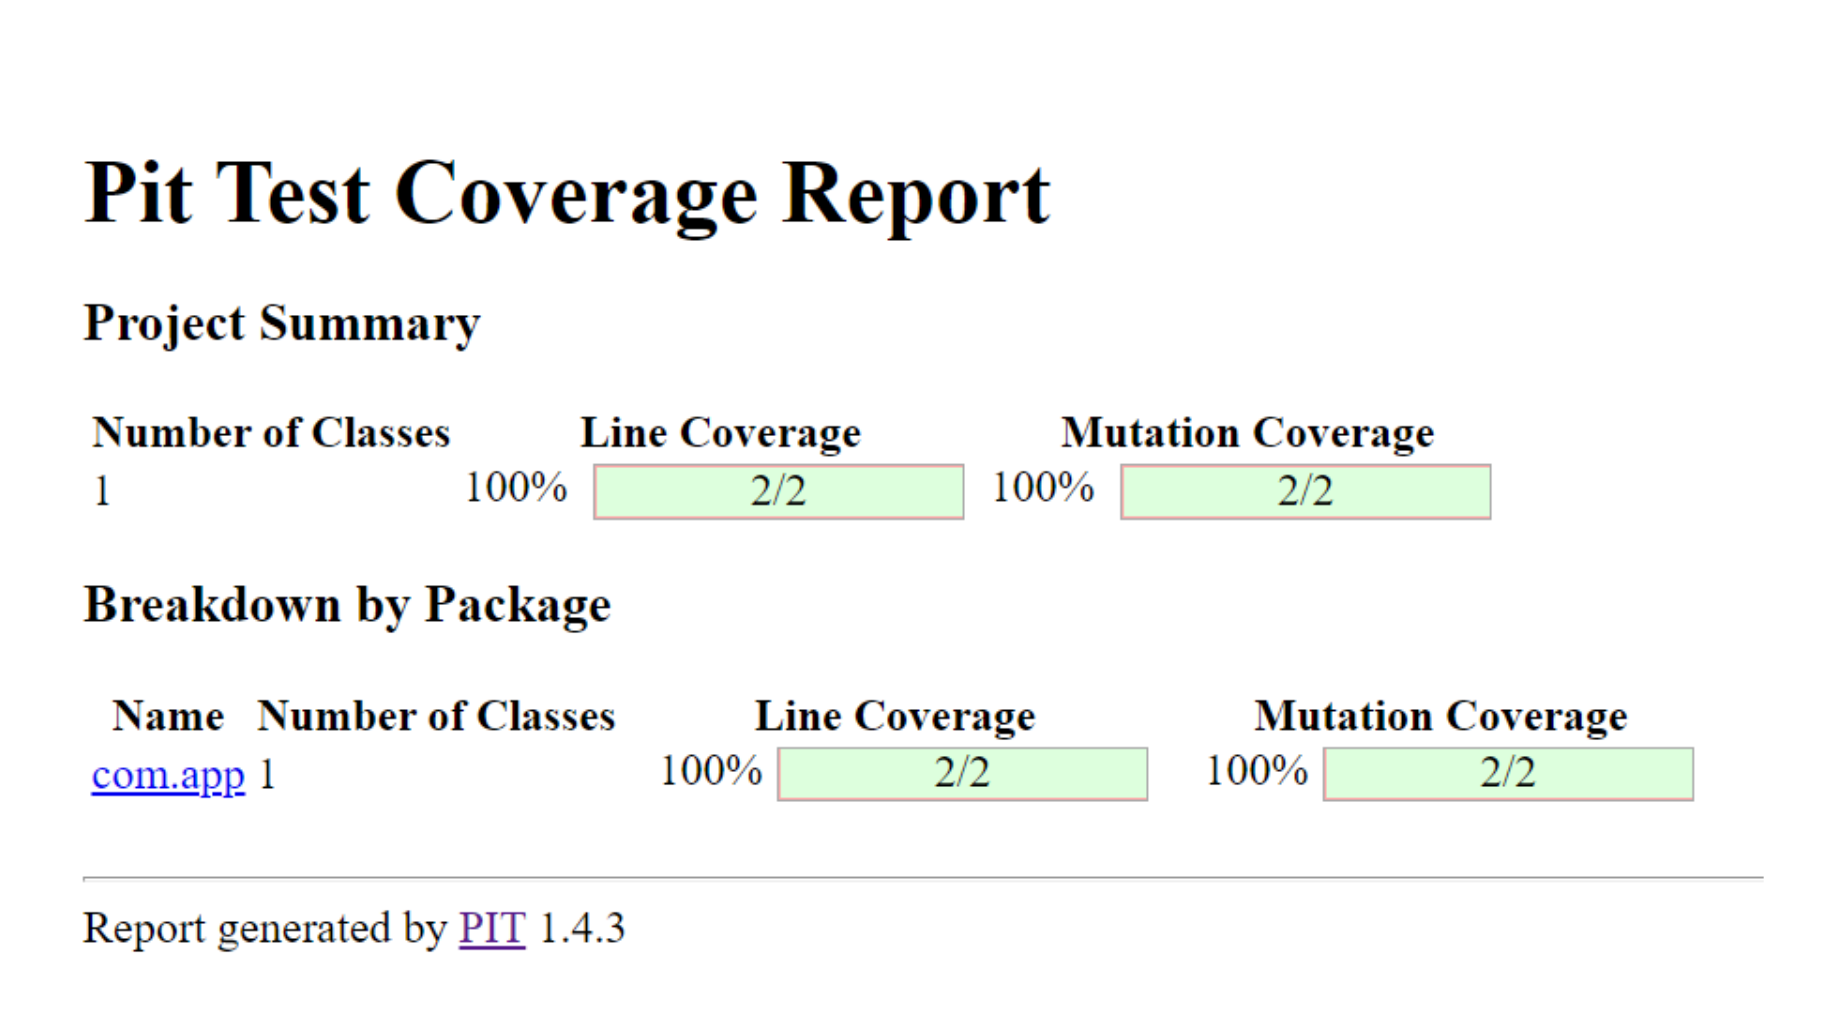 Pit Test Coverage Report
Project Summary
Number of Classes Line Coverage Mutation Coverage
1 100% 2/2 100% 2/2
Breakdown by Package
Name Number of Classes Line Coverage Mutation Coverage
com.app 1 100% 2/2 100% 2/2
Report generated by PIT 1.4.3